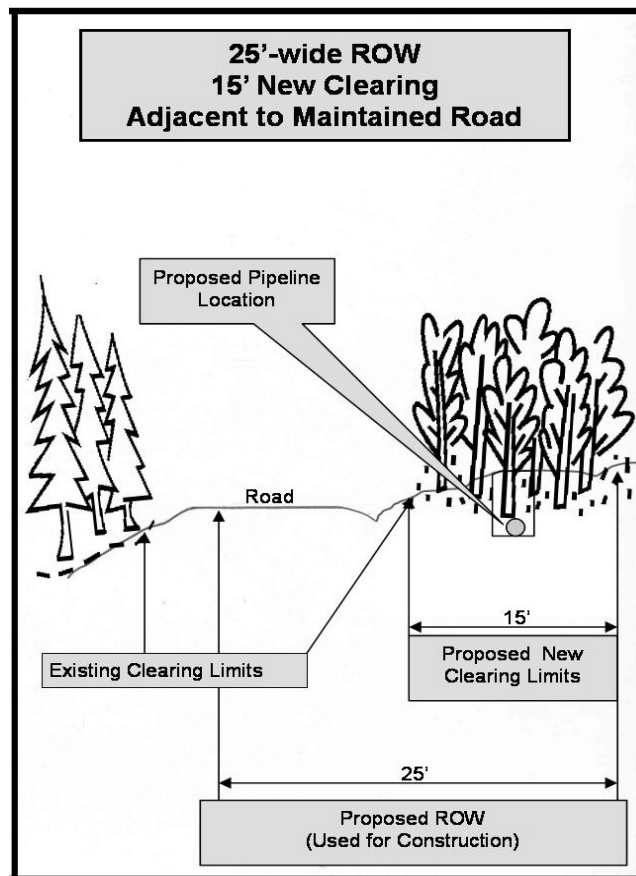 25'-wide ROW
15' New Clearing
Adjacent to Maintained Road
Proposed Pipeline
Location
Road
15'
Existing Clearing Limits
Proposed New
Clearing Limits
25'
Proposed ROW
(Used for Construction)